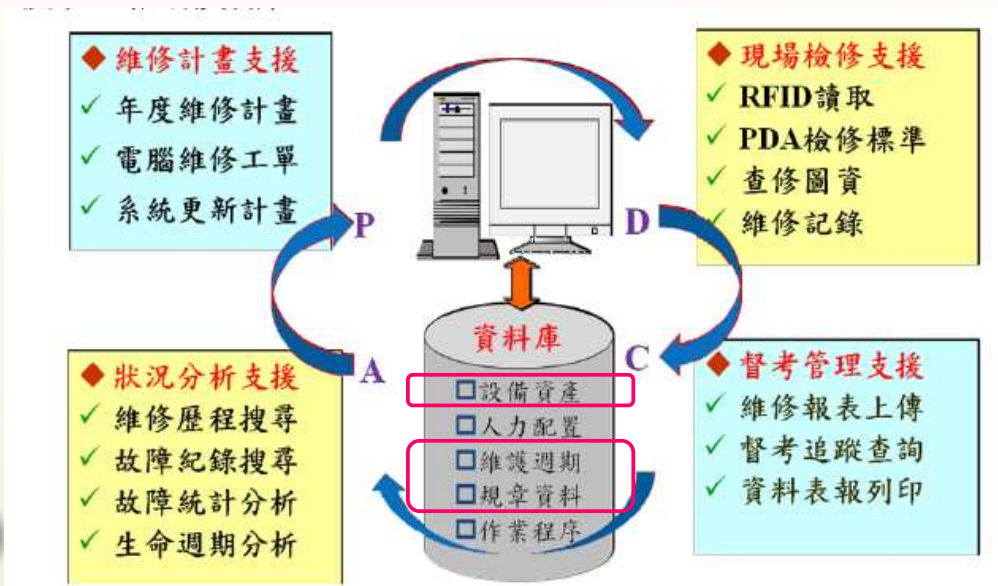 ◆ 維修計畫支援
✓ 年度維修計畫
✓ 電腦維修工單
✓ 系統更新計畫
P
◆ 現場檢修支援
✓ RFID讀取
✓ PDA檢修標準
✓ 查修圖資
✓ 維修記錄
D
資料庫
□設備資產
□人力配置
□維護週期
□規章資料
□作業程序
A
C
◆ 狀況分析支援
✓ 維修歷程搜尋
✓ 故障紀錄搜尋
✓ 故障統計分析
✓ 生命週期分析
◆ 督考管理支援
✓ 維修報表上傳
✓ 督考追蹤查詢
✓ 資料表報列印